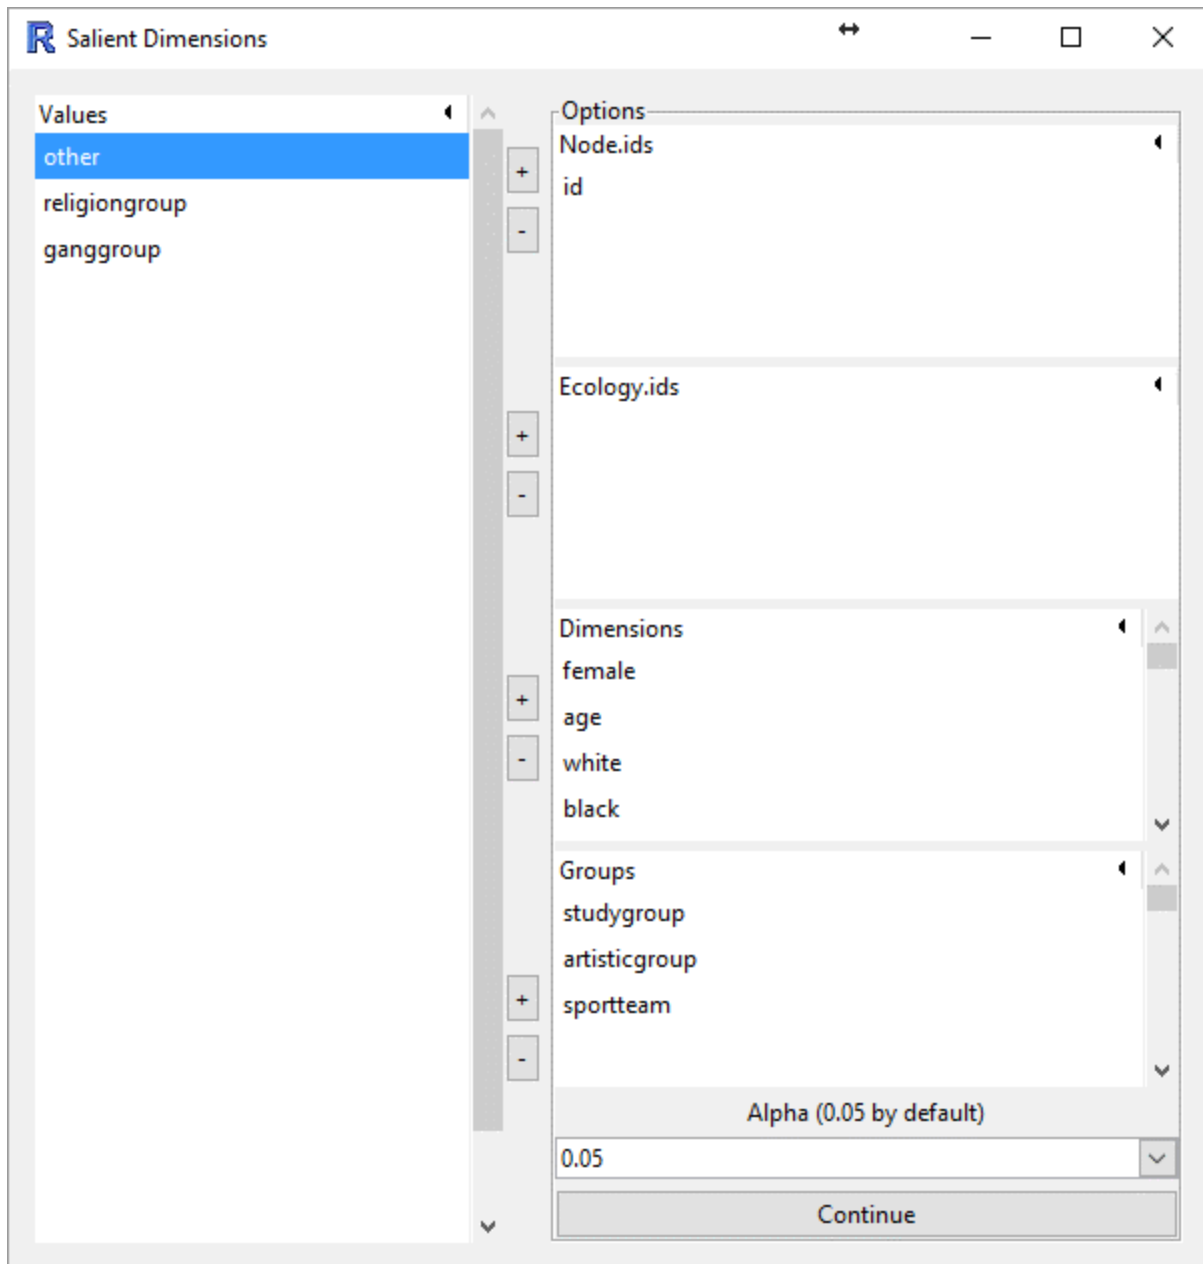 Salient Dimensions
Values
other
religiongroup
ganggroup
+
-
+
-
+
-
+
-
Options
Node.ids
id
Ecology.ids
Dimensions
female
age
white
black
Groups
studygroup
artisticgroup
sportteam
Alpha (0.05 by default)
0.05
Continue